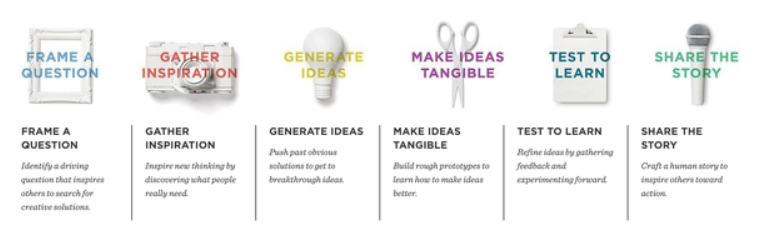 FRAME A
QUESTION
GATHER
INSPIRATION
GENERATE
IDEAS
MAKE IDEAS
TANGIBLE
TEST TO
LEARN
SHARE THE
STORY
FRAME A
QUESTION
Identify a driving
question that inspires
others to search for
creative solutions.
GATHER
INSPIRATION
Inspire new thinking by
discovering what people
really need.
GENERATE IDEAS
Push past obvious
solutions to get to
breakthrough ideas.
MAKE IDEAS
TANGIBLE
Build rough prototypes to
learn how to make ideas
better.
TEST TO LEARN
Refine ideas by gathering
feedback and
experimenting forward.
SHARE THE
STORY
Craft a human story to
inspire others toward
action.